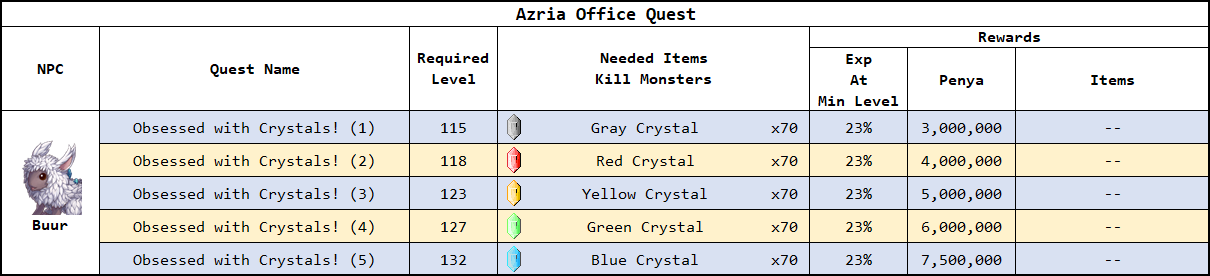 Azria Office Quest
NPC
Quest Name
Required
Level
Needed Items
Kill Monsters
Rewards
Exp
At
Min Level
Penya
Items
Buur
Obsessed with Crystals! (1) 115 Gray Crystal x70 23% 3,000,000 --
Obsessed with Crystals! (2) 118 Red Crystal x70 23% 4,000,000 --
Obsessed with Crystals! (3) 123 Yellow Crystal x70 23% 5,000,000 --
Obsessed with Crystals! (4) 127 Green Crystal x70 23% 6,000,000 --
Obsessed with Crystals! (5) 132 Blue Crystal x70 23% 7,500,000 --